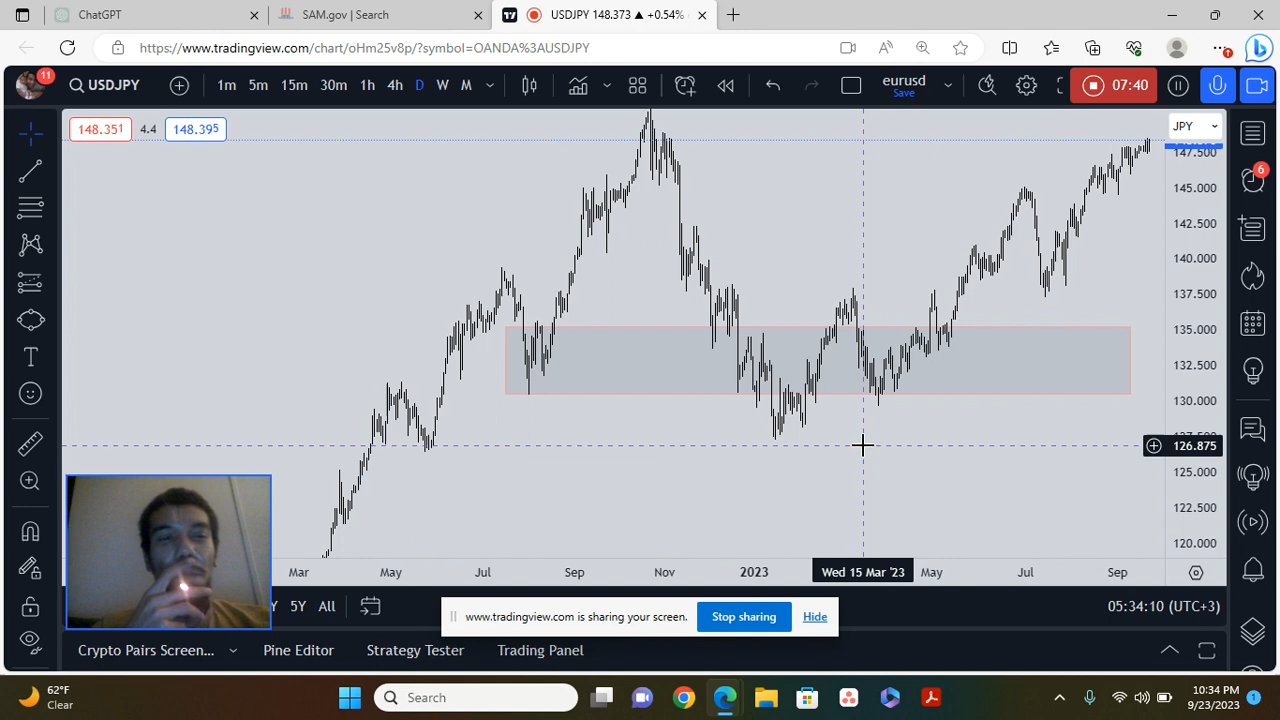 ChatGPT
SAM.gov | Search
USDJPY 148.373 ▲ +0.54%
https://www.tradingview.com/chart/oHm25v8p/?symbol=OANDA%3AUSDJPY
11
USDJPY
1m 5m 15m 30m 1h 4h D W M
eurusd
Save
07:40
148.351
4.4
148.395
JPY
147.500
145.000
142.500
140.000
137.500
135.000
132.500
130.000
126.875
125.000
122.500
120.000
6
Mar May Jul Sep Nov 2023 Wed 15 Mar '23 May Jul Sep
Y 5Y All
05:34:10 (UTC+3)
www.tradingview.com is sharing your screen.
Stop sharing
Hide
Crypto Pairs Screen...
Pine Editor
Strategy Tester
Trading Panel
62°F
Clear
Search
10:34 PM
9/23/2023
1